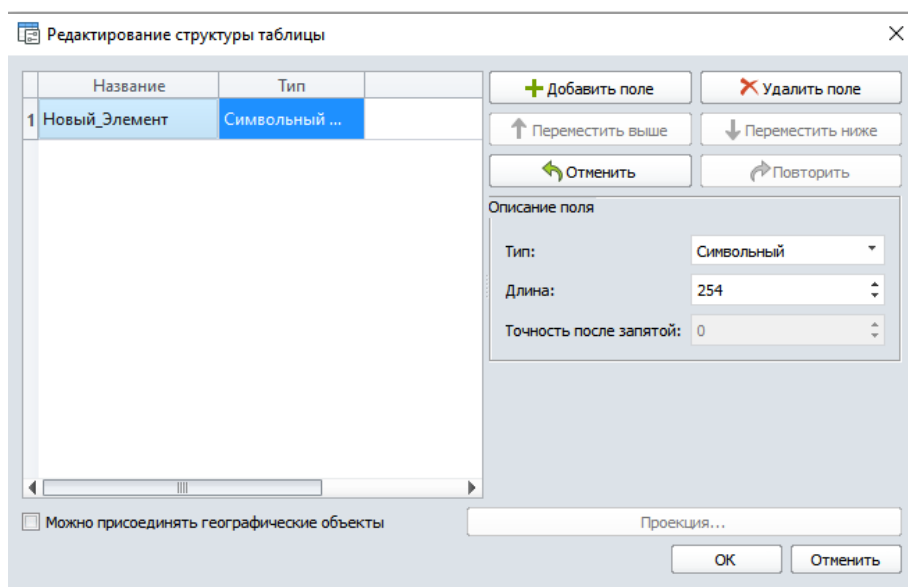 Редактирование структуры таблицы
Название Тип
1 Новый_Элемент Символьный ...
Добавить поле Удалить поле
Переместить выше Переместить ниже
Отменить Повторить
Описание поля
Тип: Символьный
Длина: 254
Точность после запятой: 0
Можно присоединять географические объекты Проекция...
OK Отменить